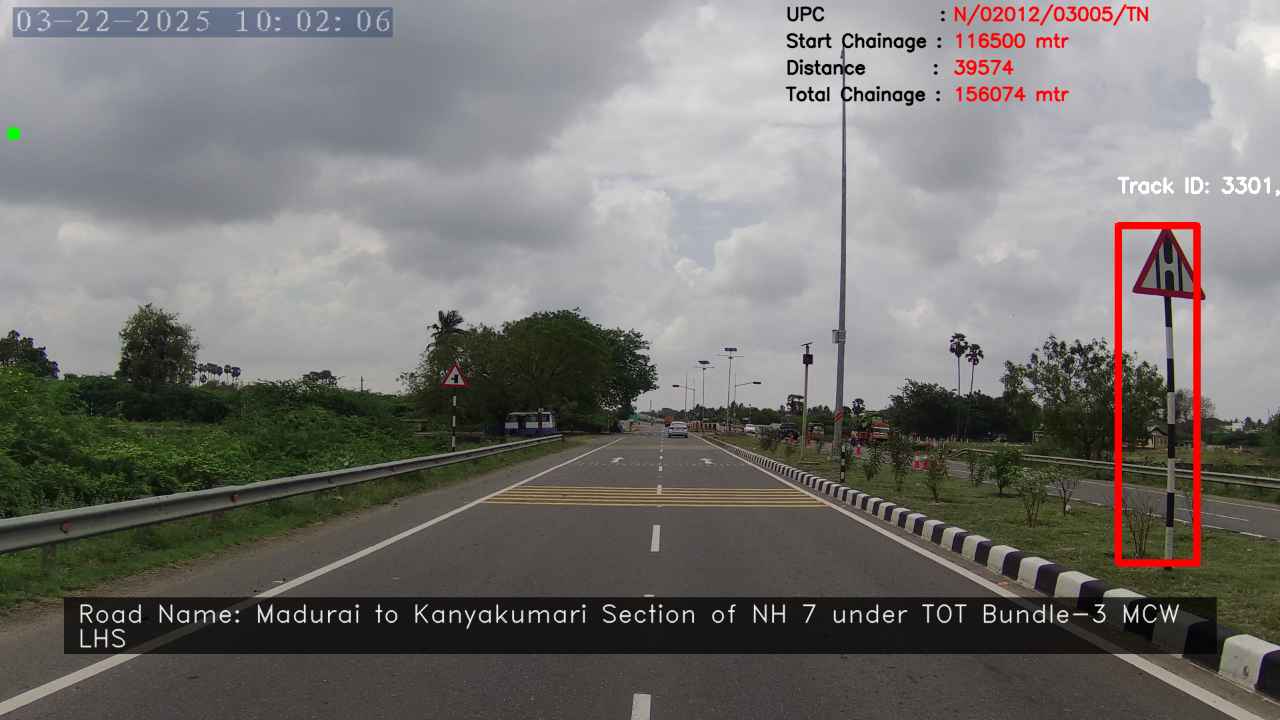 03-22-2025 10:02:06
UPC : N/02012/03005/TN
Start Chainage : 116500 mtr
Distance : 39574
Total Chainage : 156074 mtr
Track ID: 3301,
Road Name: Madurai to Kanyakumari Section of NH 7 under TOT Bundle-3 MCW
LHS